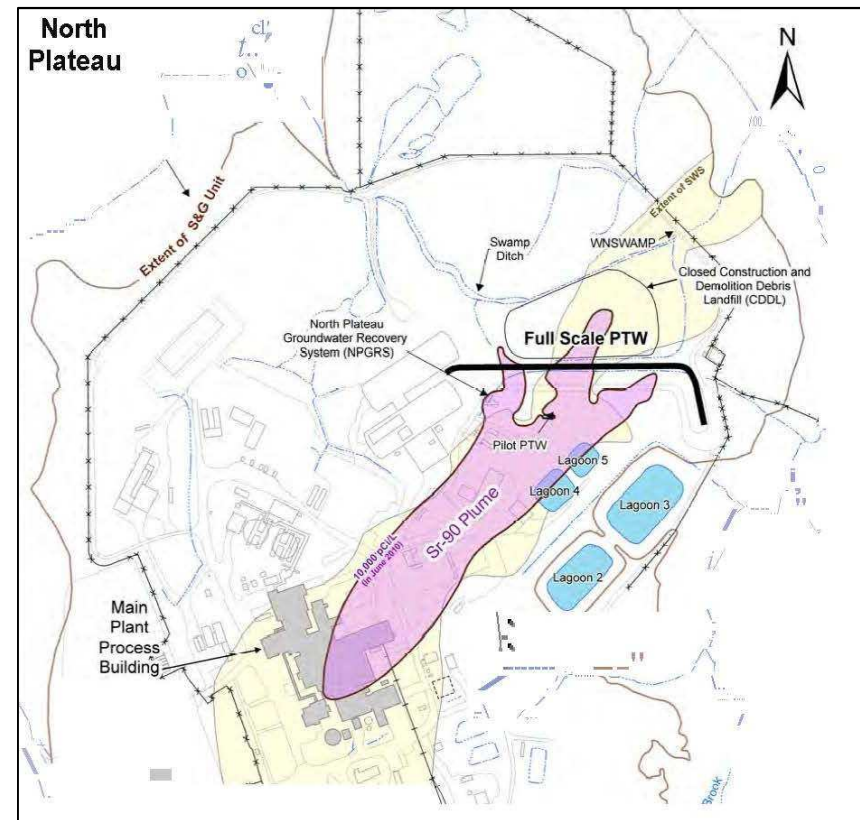 North
Plateau
N
Extent of S&G Unit
Extent of SWS
Swamp
Ditch
WNSWAMP
Closed Construction and
Demolition Debris
Landfill (CDDL)
North Plateau
Groundwater Recovery
System (NPGRS)
Full Scale PTW
Pilot PTW
Lagoon 5
Lagoon 4
Lagoon 3
Lagoon 2
Sr-90 Plume
10,000 pCi/L
(in June 2010)
Main
Plant
Process
Building
Brook